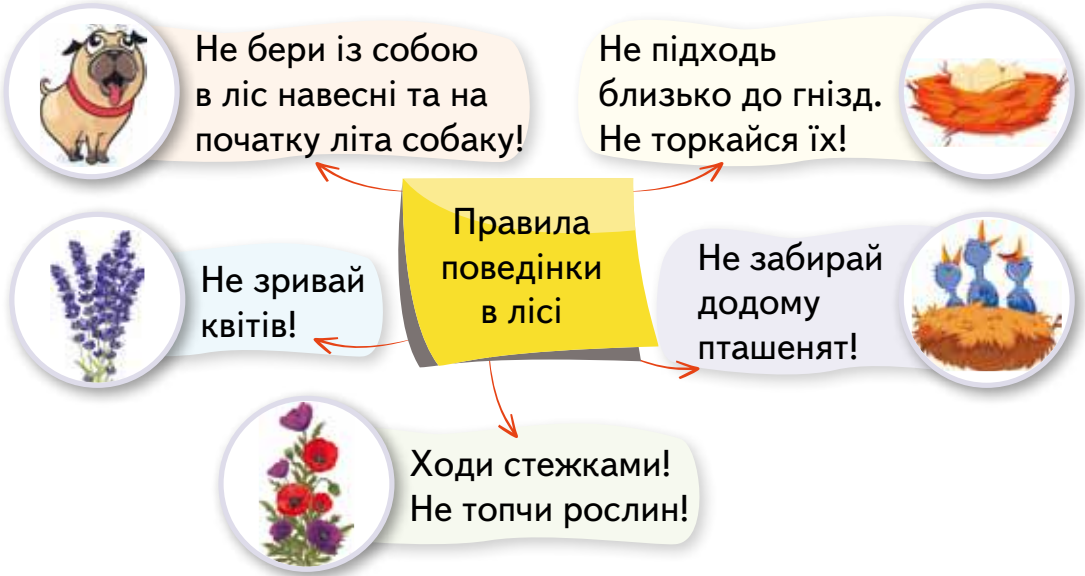 Не бери із собою
в ліс навесні та на
початку літа собаку!
Не підходь
близько до гнізд.
Не торкайся їх!
Правила
поведінки
в лісі
Не зривай
квітів!
Не забирай
додому
пташенят!
Ходи стежками!
Не топчи рослин!